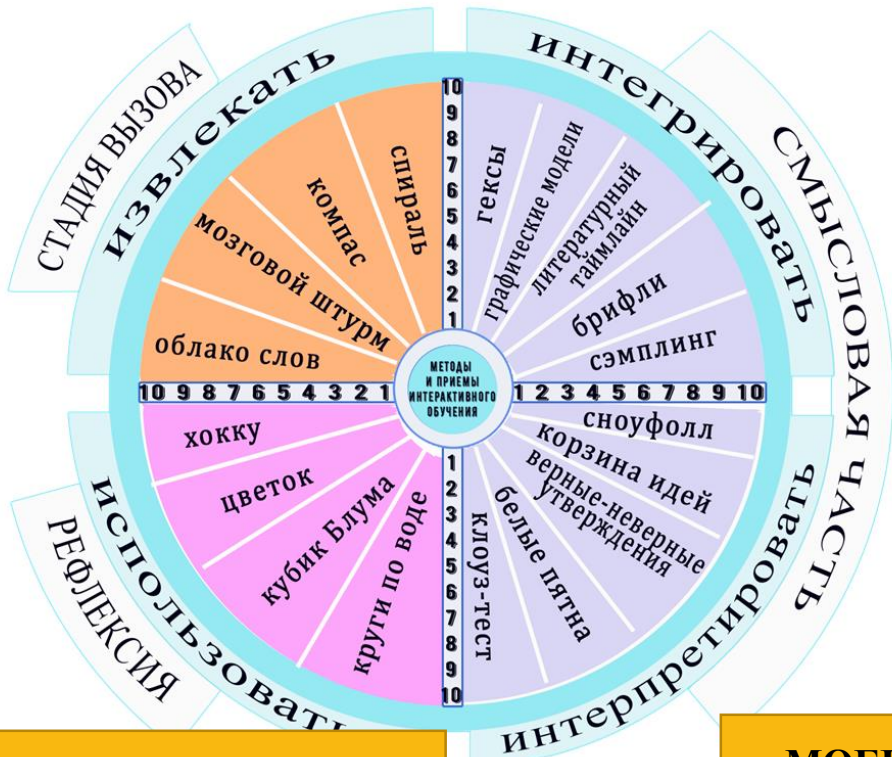 СТАДИЯ ВЫЗОВА
извлекать
интегрировать
СМЫСЛОВАЯ ЧАСТЬ
облако слов
мозговой штурм
компас
спираль
10
9
8
7
6
5
4
3
2
1
гексы
графические модели
литературный
таймлайн
брифли
сэмплинг
10 9 8 7 6 5 4 3 2 1
МЕТОДЫ
И ПРИЕМЫ
ИНТЕРАКТИВНОГО
ОБУЧЕНИЯ
1 2 3 4 5 6 7 8 9 10
хокку
цветок
кубик Блума
круги по воде
1
2
3
4
5
6
7
8
9
10
сноуфолл
корзина идей
верные-неверные
утверждения
белые пятна
клоуз-тест
использовать
РЕФЛЕКСИЯ
интерпретировать